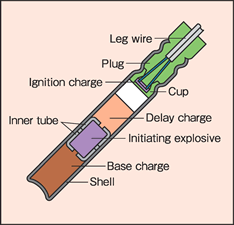 Leg wire
Plug
Ignition charge
Cup
Inner tube
Delay charge
Initiating explosive
Base charge
Shell